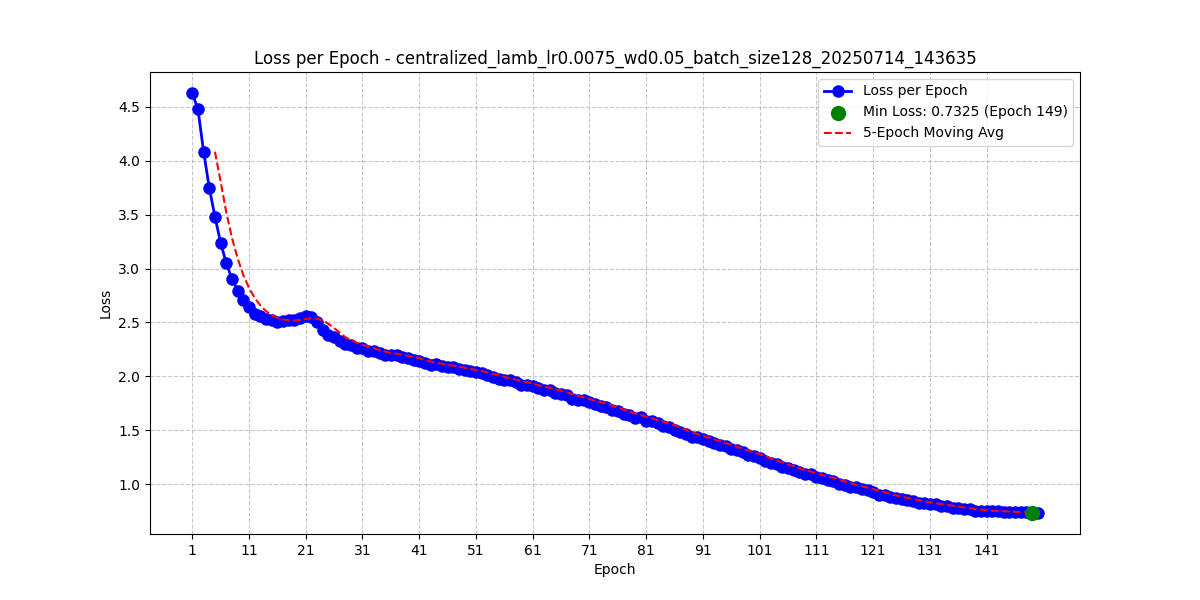 Loss per Epoch - centralized_lamb_lr0.0075_wd0.05_batch_size128_20250714_143635
Loss per Epoch
Min Loss: 0.7325 (Epoch 149)
5-Epoch Moving Avg
Loss
4.5
4.0
3.5
3.0
2.5
2.0
1.5
1.0
1 11 21 31 41 51 61 71 81 91 101 111 121 131 141
Epoch